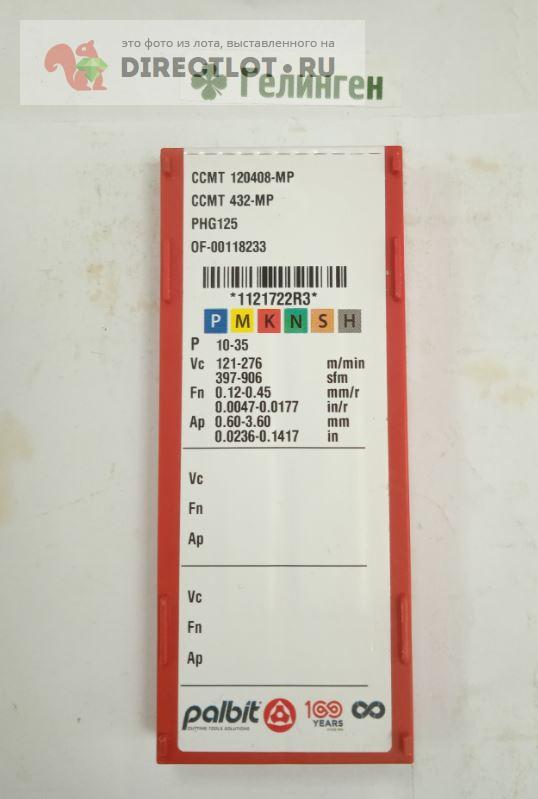 это фото из лота, выставленного на
DIRECTLOT.RU
Гелинген
CCMT 120408-MP
CCMT 432-MP
PHG125
OF-00118233
*1121722R3*
P M K N S H
P 10-35
Vc 121-276 m/min
397-906 sfm
Fn 0.12-0.45 mm/r
0.0047-0.0177 in/r
Ap 0.60-3.60 mm
0.0236-0.1417 in
Vc
Fn
Ap
Vc
Fn
Ap
palbit
CUTTING TOOLS SOLUTIONS
100
YEARS